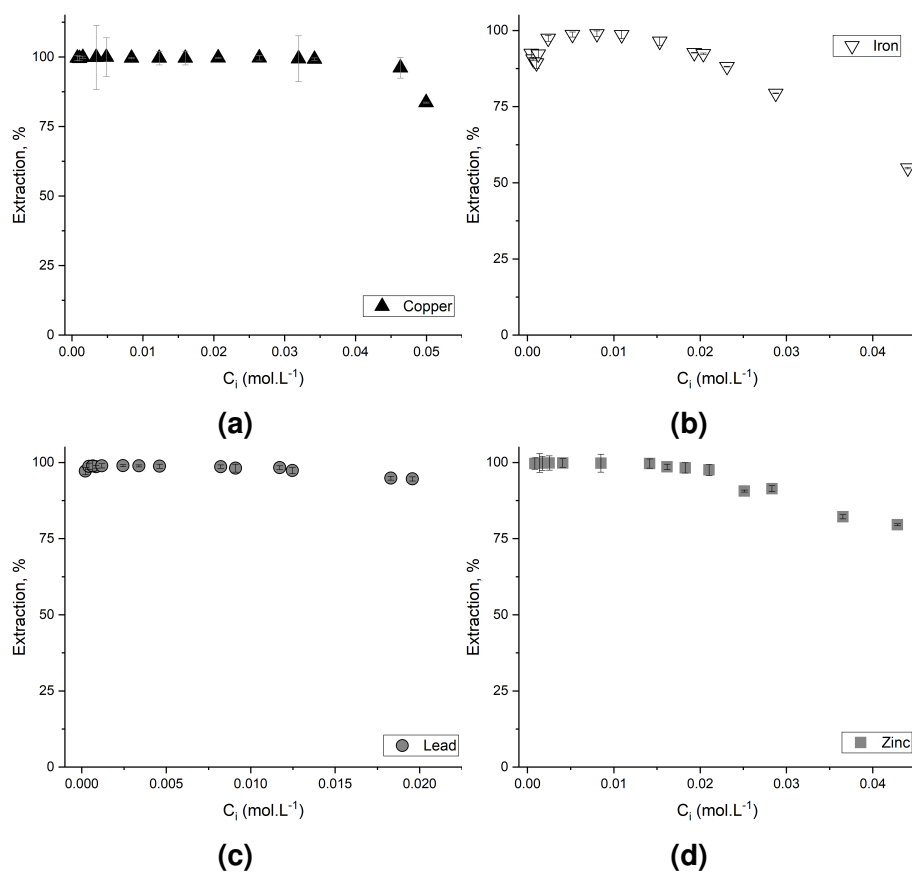 100
75
50
25
0
Extraction, %
Copper
0.00 0.01 0.02 0.03 0.04 0.05
C_i (mol.L⁻¹)
(a)
100
75
50
25
0
Extraction, %
Iron
0.00 0.01 0.02 0.03 0.04
C_i (mol.L⁻¹)
(b)
100
75
50
25
0
Extraction, %
Lead
0.000 0.005 0.010 0.015 0.020
C_i (mol.L⁻¹)
(c)
100
75
50
25
0
Extraction, %
Zinc
0.00 0.01 0.02 0.03 0.04
C_i (mol.L⁻¹)
(d)